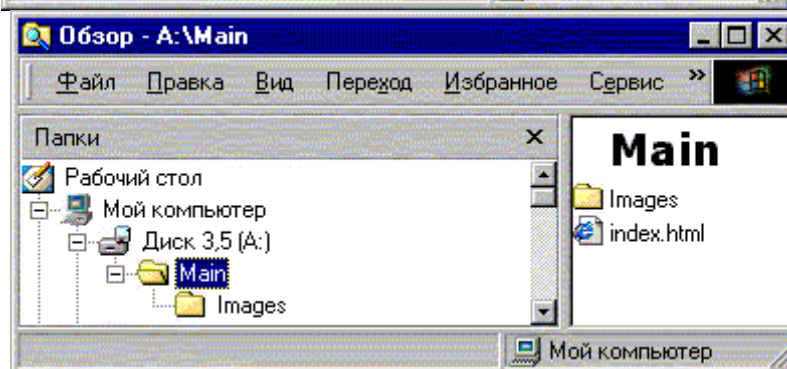 Обзор - A:\Main
Файл Правка Вид Переход Избранное Сервис »
Папки
Рабочий стол
Мой компьютер
Диск 3,5 (A:)
Main
Images
Main
Images
index.html
Мой компьютер